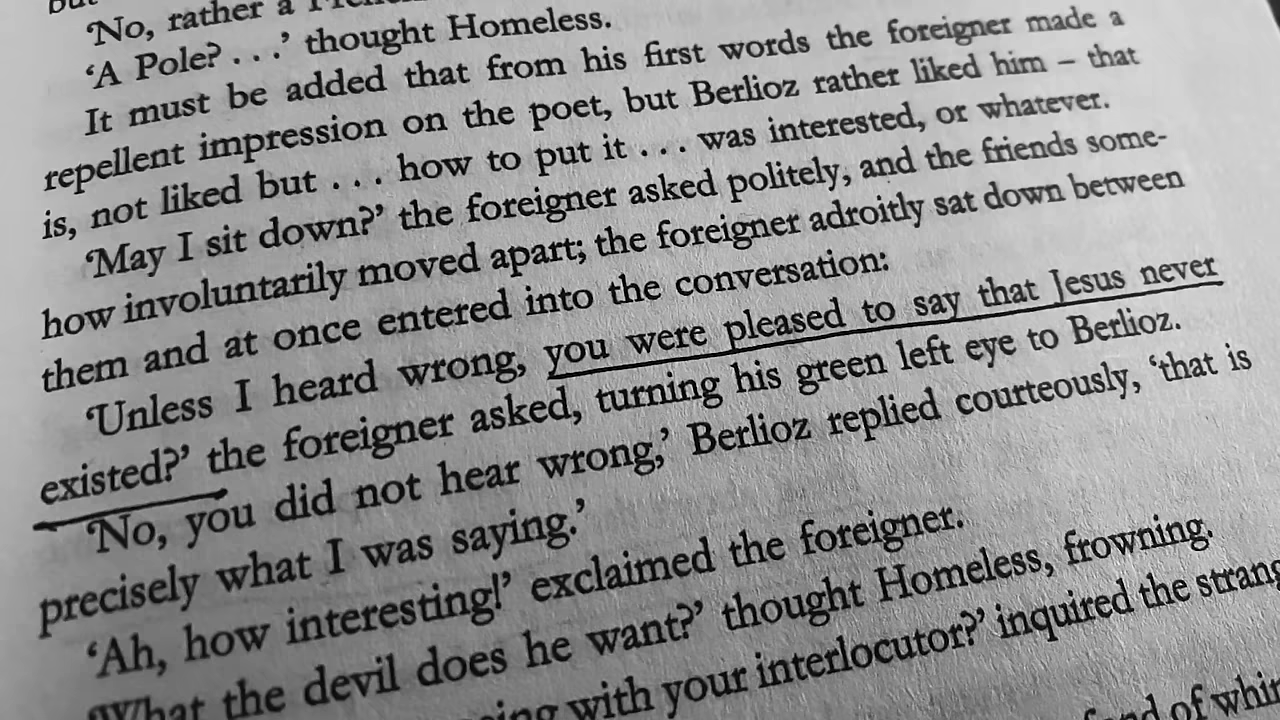 but
‘No, rather a
‘A Pole? . . .’ thought Homeless.
It must be added that from his first words the foreigner made a
repellent impression on the poet, but Berlioz rather liked him – that
is, not liked but . . . how to put it . . . was interested, or whatever.
‘May I sit down?’ the foreigner asked politely, and the friends some-
how involuntarily moved apart; the foreigner adroitly sat down between
them and at once entered into the conversation:
‘Unless I heard wrong, you were pleased to say that Jesus never
existed?’ the foreigner asked, turning his green left eye to Berlioz.
‘No, you did not hear wrong,’ Berlioz replied courteously, ‘that is
precisely what I was saying.’
‘Ah, how interesting!’ exclaimed the foreigner.
‘What the devil does he want?’ thought Homeless, frowning.
with your interlocutor?’ inquired the
of